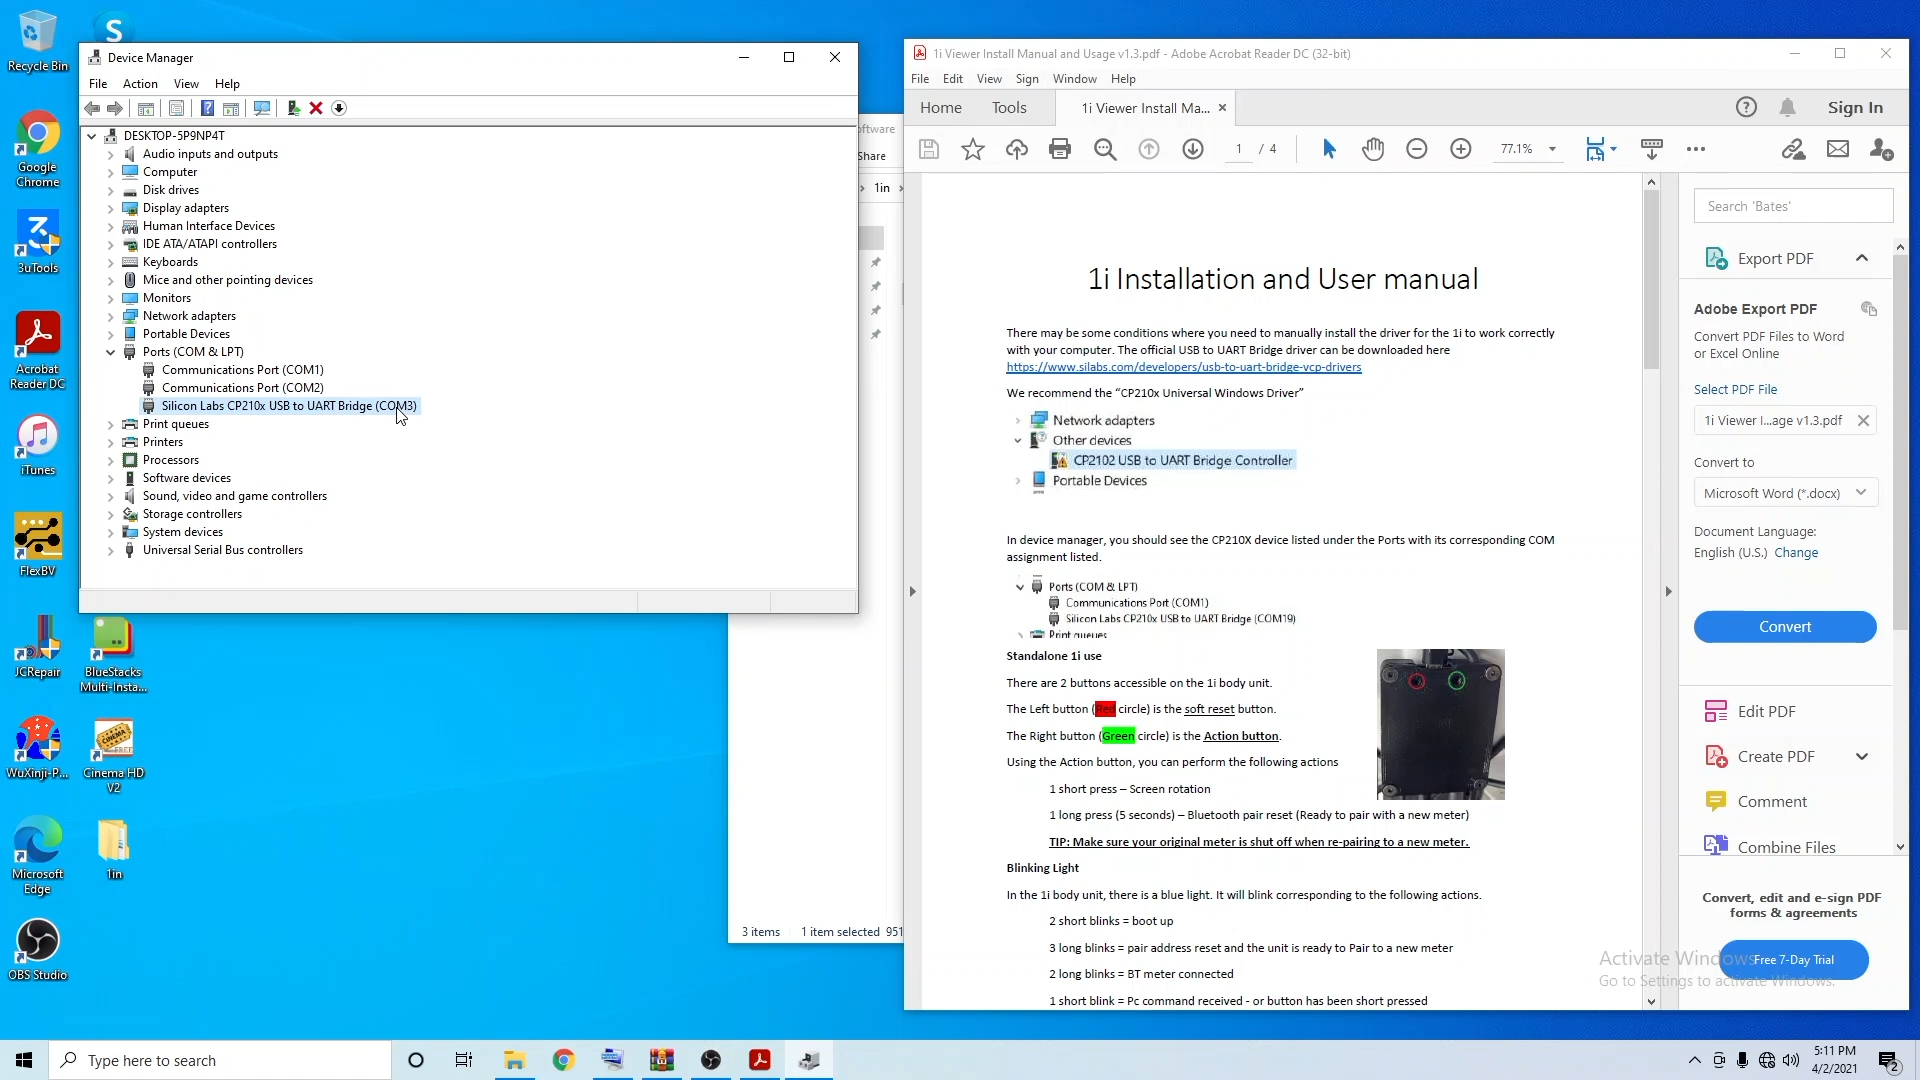 Recycle Bin
Google
Chrome
3uTools
Acrobat
Reader DC
iTunes
FlexBV
JCRepair
BlueStacks
Multi-Insta...
WuXinji-P...
Cinema HD
V2
Microsoft
Edge
1in
OBS Studio
Device Manager
File Action View Help
DESKTOP-5P9NP4T
Audio inputs and outputs
Computer
Disk drives
Display adapters
Human Interface Devices
IDE ATA/ATAPI controllers
Keyboards
Mice and other pointing devices
Monitors
Network adapters
Portable Devices
Ports (COM & LPT)
Communications Port (COM1)
Communications Port (COM2)
Silicon Labs CP210x USB to UART Bridge (COM3)
Print queues
Printers
Processors
Software devices
Sound, video and game controllers
Storage controllers
System devices
Universal Serial Bus controllers
Share
1in
3 items 1 item selected 951
1i Viewer Install Manual and Usage v1.3.pdf - Adobe Acrobat Reader DC (32-bit)
File Edit View Sign Window Help
Home Tools 1i Viewer Install Ma... Sign In
1 / 4 77.1%
1i Installation and User manual
There may be some conditions where you need to manually install the driver for the 1i to work correctly
with your computer. The official USB to UART Bridge driver can be downloaded here
https://www.silabs.com/developers/usb-to-uart-bridge-vcp-drivers
We recommend the “CP210x Universal Windows Driver”
Network adapters
Other devices
CP2102 USB to UART Bridge Controller
Portable Devices
In device manager, you should see the CP210X device listed under the Ports with its corresponding COM
assignment listed.
Ports (COM & LPT)
Communications Port (COM1)
Silicon Labs CP210x USB to UART Bridge (COM19)
Print queues
Standalone 1i use
There are 2 buttons accessible on the 1i body unit.
The Left button (Red circle) is the soft reset button.
The Right button (Green circle) is the Action button.
Using the Action button, you can perform the following actions
1 short press – Screen rotation
1 long press (5 seconds) – Bluetooth pair reset (Ready to pair with a new meter)
TIP: Make sure your original meter is shut off when re-pairing to a new meter.
Blinking Light
In the 1i body unit, there is a blue light. It will blink corresponding to the following actions.
2 short blinks = boot up
3 long blinks = pair address reset and the unit is ready to Pair to a new meter
2 long blinks = BT meter connected
1 short blink = Pc command received - or button has been short pressed
Search 'Bates'
Export PDF
Adobe Export PDF
Convert PDF Files to Word
or Excel Online
Select PDF File
1i Viewer I...age v1.3.pdf
Convert to
Microsoft Word (*.docx)
Document Language:
English (U.S.) Change
Convert
Edit PDF
Create PDF
Comment
Combine Files
Convert, edit and e-sign PDF
forms & agreements
Free 7-Day Trial
Activate Windows
Go to Settings to activate Windows.
Type here to search
5:11 PM
4/2/2021
2